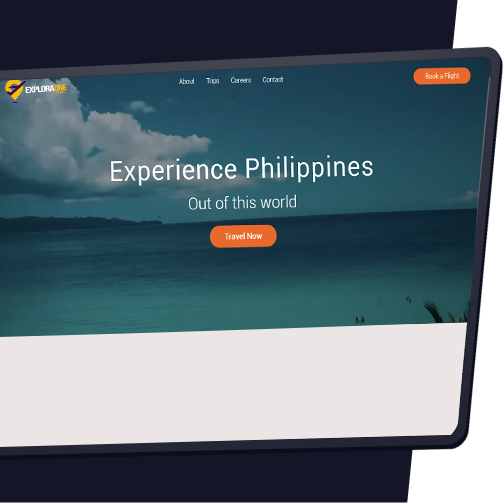 EXPLORAONE
About Trips Careers Contact
Book a Flight
Experience Philippines
Out of this world
Travel Now